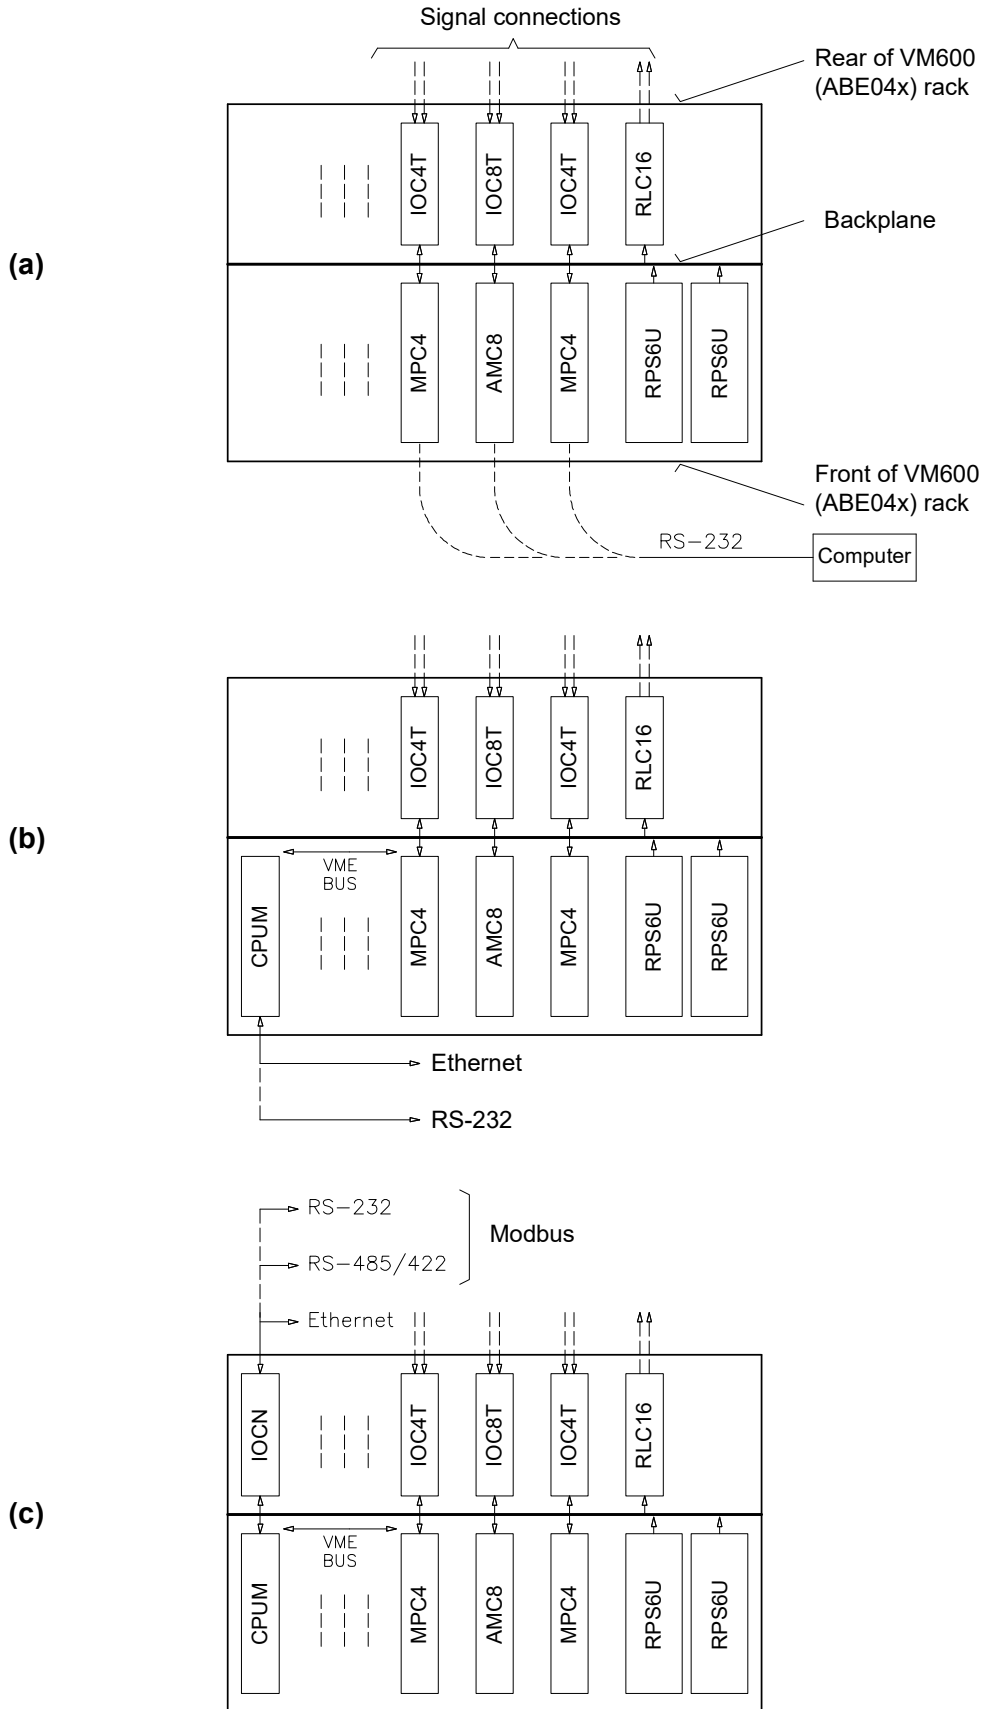 Signal connections
Rear of VM600
(ABE04x) rack
IOC4T
IOC8T
IOC4T
RLC16
Backplane
(a)
MPC4
AMC8
MPC4
RPS6U
RPS6U
Front of VM600
(ABE04x) rack
RS-232
Computer
IOC4T
IOC8T
IOC4T
RLC16
(b)
VME
BUS
CPUM
MPC4
AMC8
MPC4
RPS6U
RPS6U
Ethernet
RS-232
RS-232
Modbus
RS-485/422
Ethernet
IOCN
IOC4T
IOC8T
IOC4T
RLC16
(c)
VME
BUS
CPUM
MPC4
AMC8
MPC4
RPS6U
RPS6U